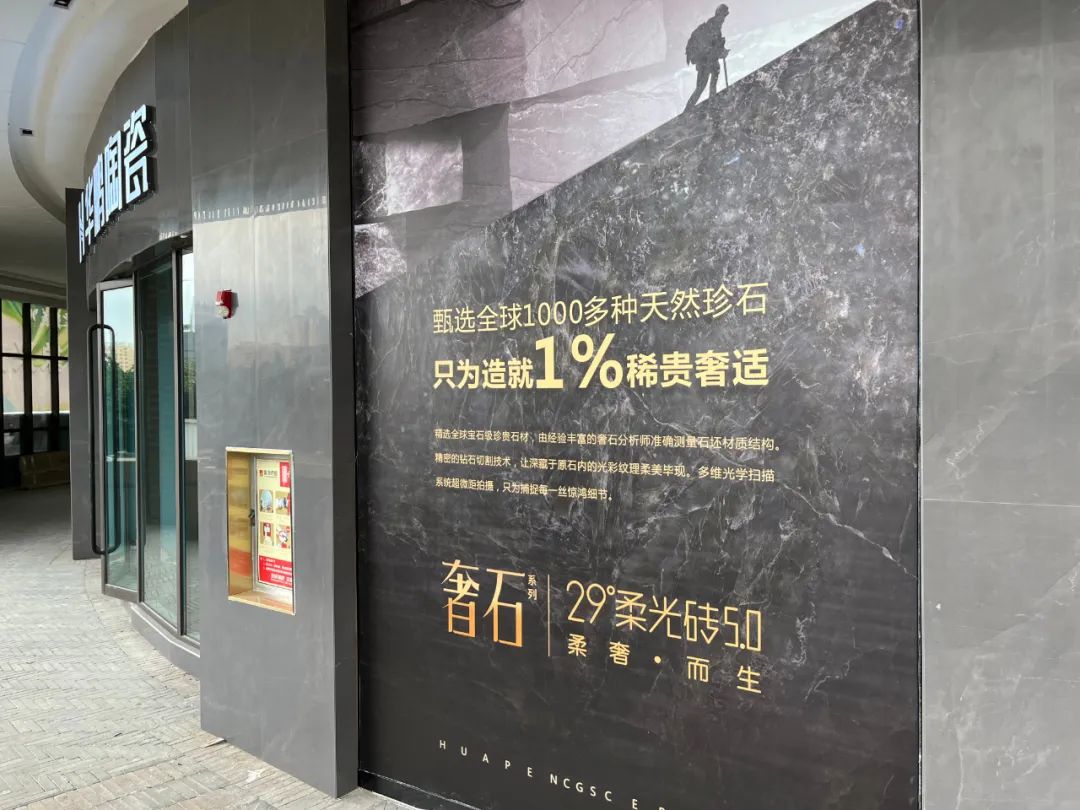 华鹏陶瓷
甄选全球1000多种天然珍石
只为造就1%稀贵奢适
精选全球宝石级珍贵石材，由经验丰富的奢石分析师准确测量石坯材质结构。
精密的钻石切割技术，让深藏于原石内的光彩纹理柔美毕现。多维光学扫描
系统超微距拍摄，只为捕捉每一丝惊鸿细节。
奢石系列
29°柔光砖5.0
柔奢·而生